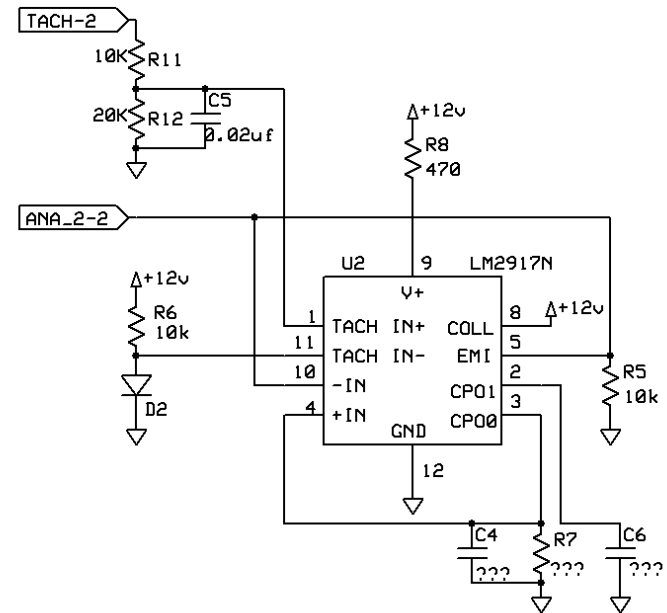 TACH-2
10K R11
C5
20K R12
0.02uf
+12v
R8
470
ANA_2-2
U2 9 LM2917N
+12v
V+
R6
10k
1 TACH IN+ COLL 8 +12v
11 TACH IN- EMI 5
10 -IN CPO1 2 R5
10k
D2
4 +IN CPO0 3
GND
12
C4 R7 C6
??? ??? ???